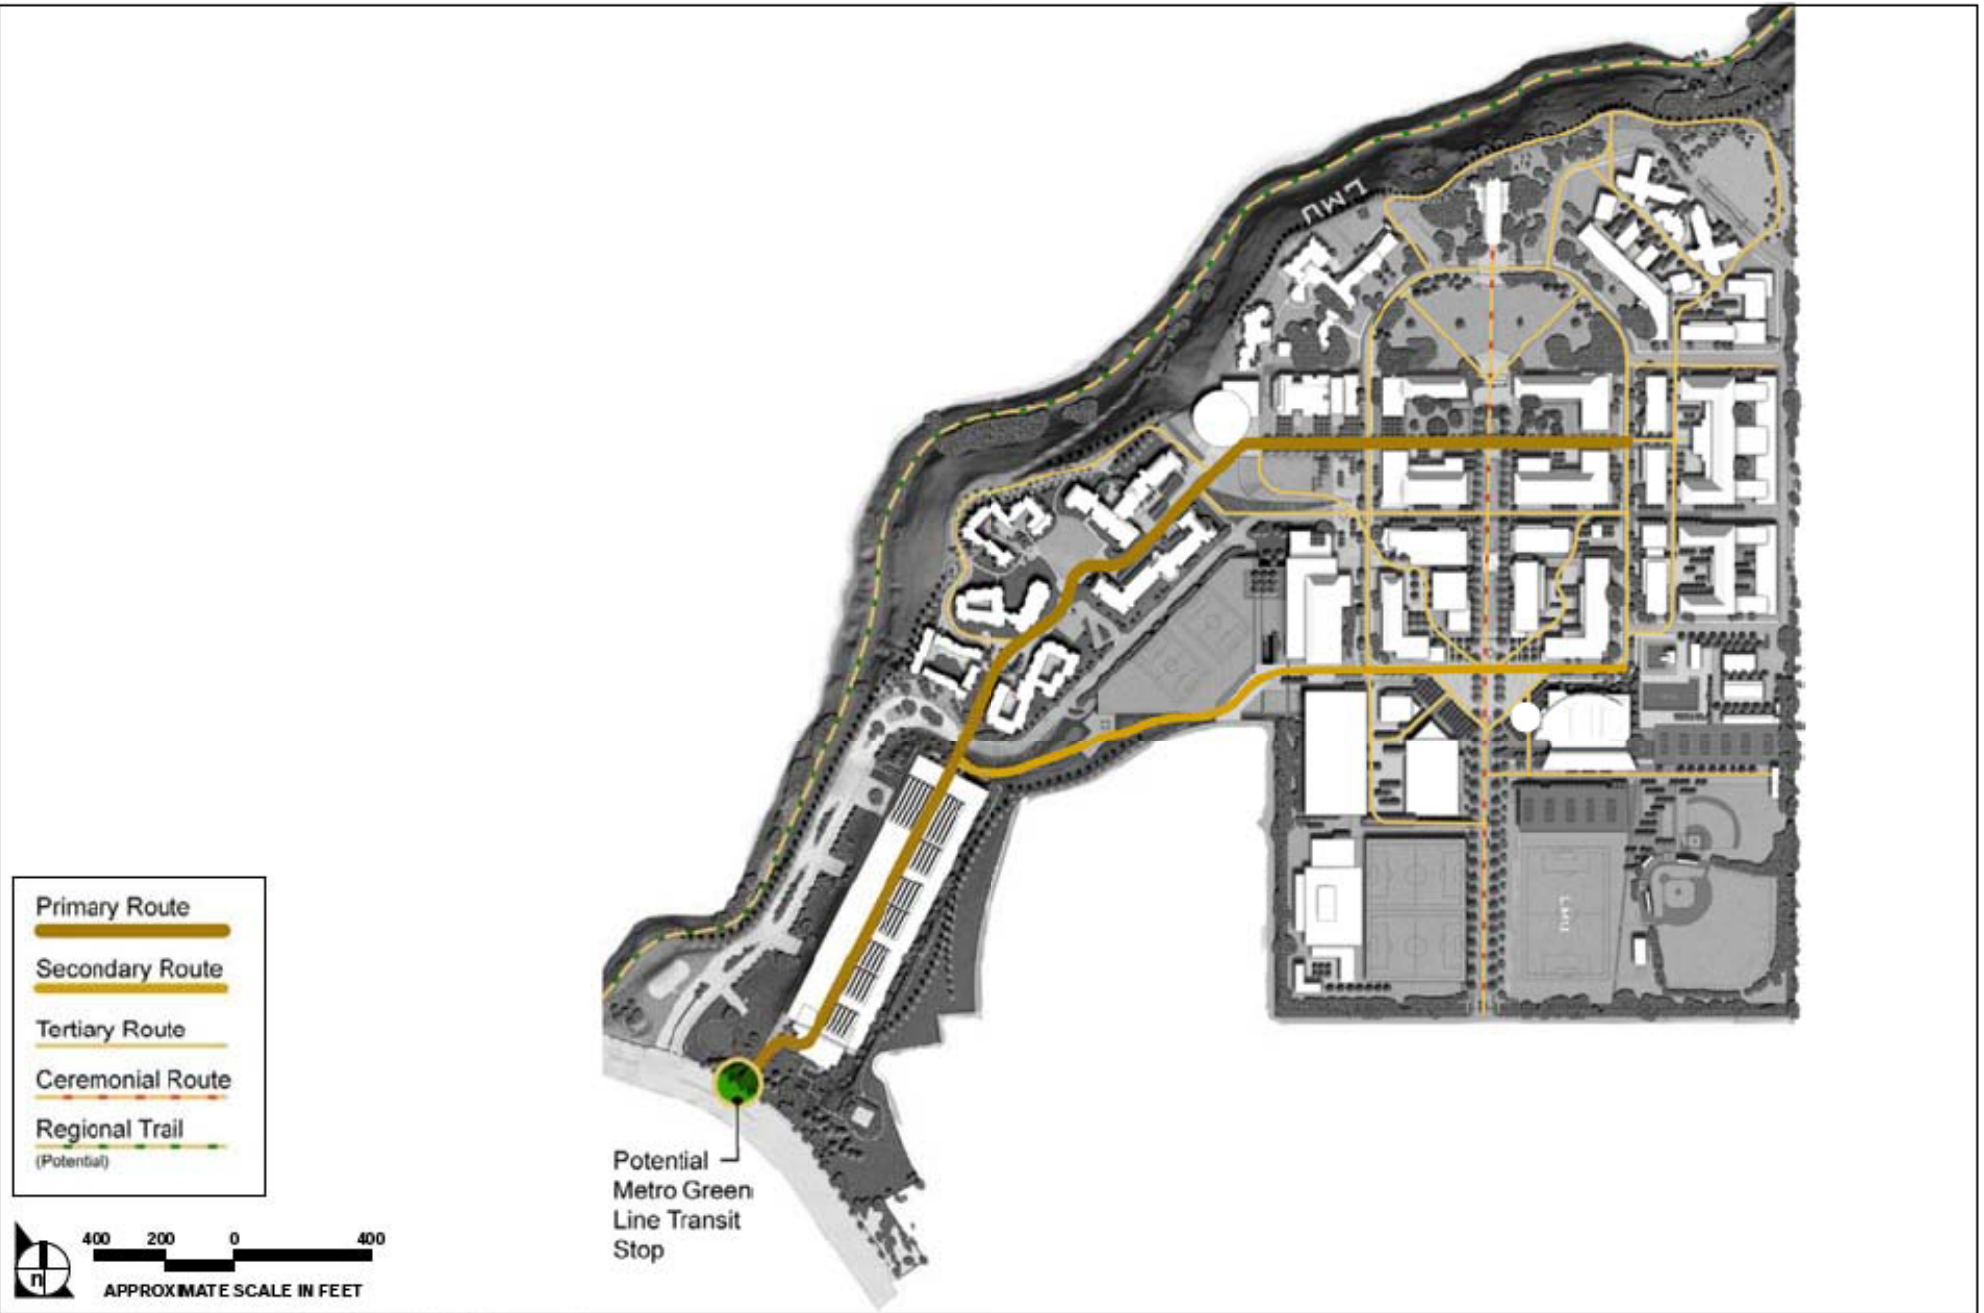 LMU
LMU
Primary Route
Secondary Route
Tertiary Route
Ceremonial Route
Regional Trail
(Potential)
Potential
Metro Green
Line Transit
Stop
400 200 0 400
n
APPROXIMATE SCALE IN FEET